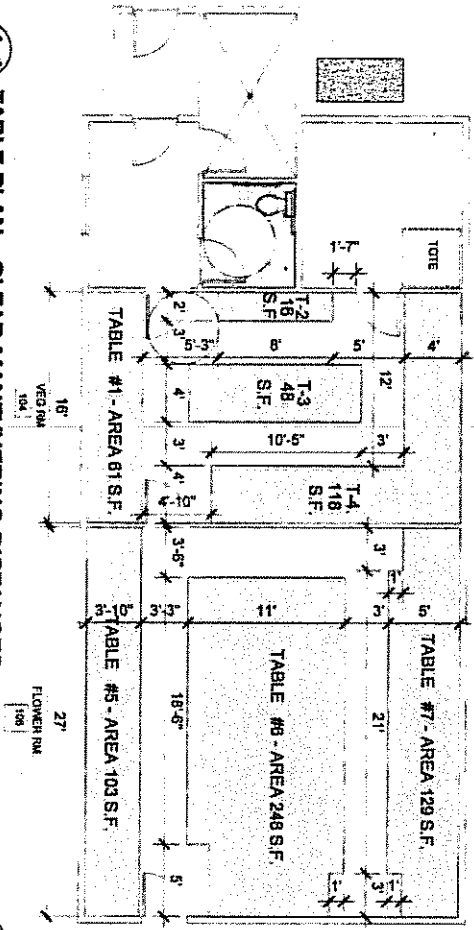 TOTE
1'-7"
T-2
16
S.F.
2'
3'
5'-3"
8'
5'
4'
12'
T-3
48
S.F.
4'
3'
10'-5"
3'
4'
4'-10"
T-4
118
S.F.
TABLE #1 - AREA 61 S.F.
16'
VEG RM
104
3'-6"
3'
1'
3'-10"
3'-3"
11'
3'
5'
TABLE #7 - AREA 129 S.F.
21'
TABLE #6 - AREA 248 S.F.
18'-6"
TABLE #5 - AREA 103 S.F.
5'
1'
3'
1'
27'
FLOWER RM